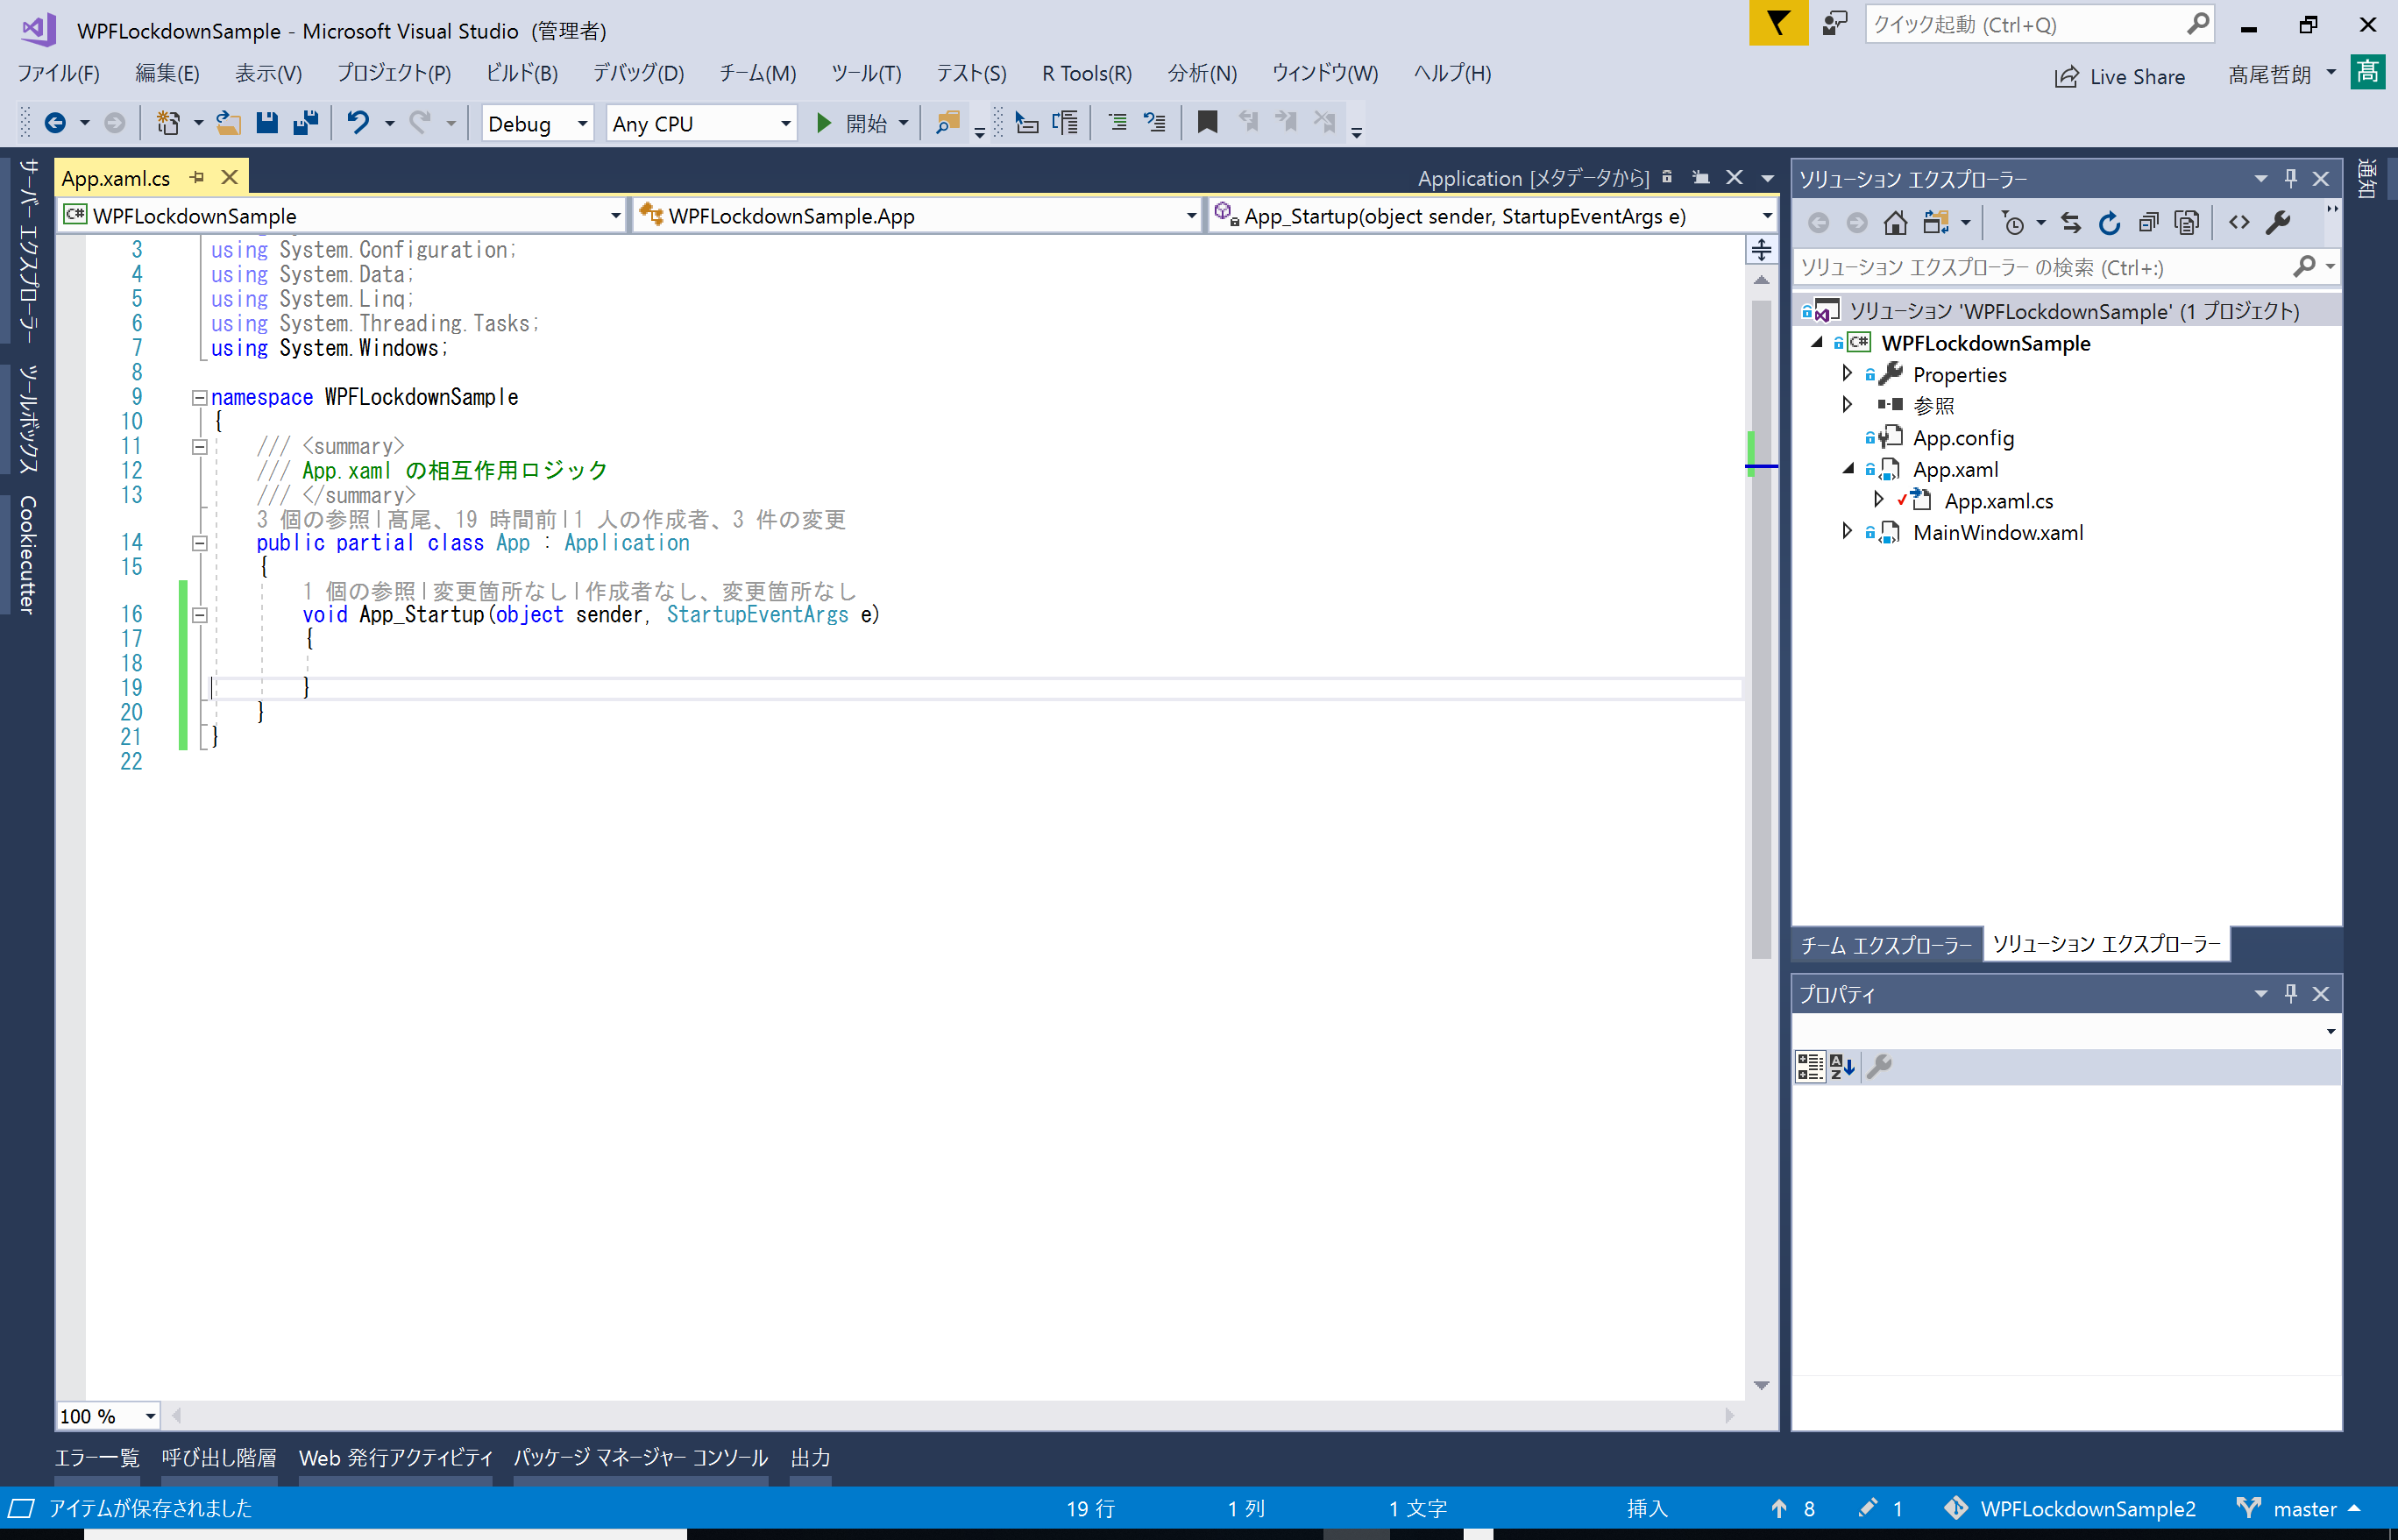 WPFLockdownSample - Microsoft Visual Studio (管理者)
クイック起動 (Ctrl+Q)
ファイル(F) 編集(E) 表示(V) プロジェクト(P) ビルド(B) デバッグ(D) チーム(M) ツール(T) テスト(S) R Tools(R) 分析(N) ウィンドウ(W) ヘルプ(H)
Live Share 髙尾哲朗 髙
Debug Any CPU 開始
サーバー エクスプローラー
ツールボックス
Cookiecutter
App.xaml.cs
Application [メタデータから]
WPFLockdownSample
WPFLockdownSample.App
App_Startup(object sender, StartupEventArgs e)
3 using System.Configuration;
4 using System.Data;
5 using System.Linq;
6 using System.Threading.Tasks;
7 using System.Windows;
8
9 namespace WPFLockdownSample
10 {
11 /// <summary>
12 /// App.xaml の相互作用ロジック
13 /// </summary>
3 個の参照|髙尾、19 時間前|1 人の作成者、3 件の変更
14 public partial class App : Application
15 {
1 個の参照|変更箇所なし|作成者なし、変更箇所なし
16 void App_Startup(object sender, StartupEventArgs e)
17 {
18
19 }
20 }
21 }
22
100 %
ソリューション エクスプローラー
ソリューション エクスプローラー の検索 (Ctrl+:)
ソリューション 'WPFLockdownSample' (1 プロジェクト)
C# WPFLockdownSample
Properties
参照
App.config
App.xaml
App.xaml.cs
MainWindow.xaml
チーム エクスプローラー ソリューション エクスプローラー
プロパティ
通知
エラー一覧 呼び出し階層 Web 発行アクティビティ パッケージ マネージャー コンソール 出力
アイテムが保存されました 19 行 1 列 1 文字 挿入 8 1 WPFLockdownSample2 master